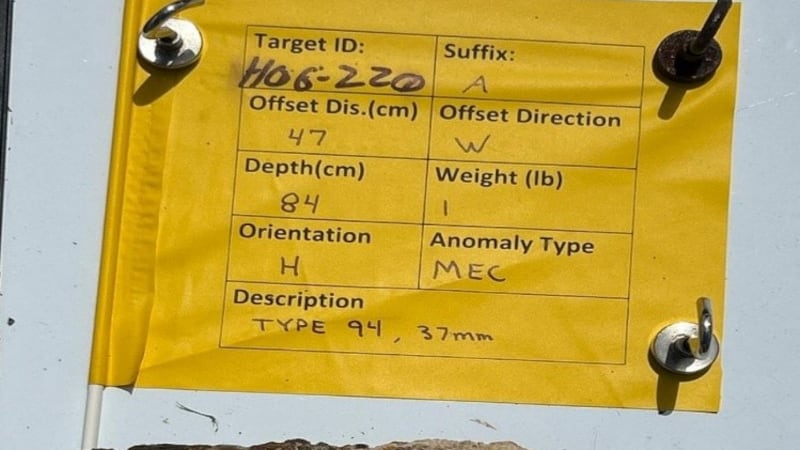 Target ID: Suffix:
H06-220 A
Offset Dis.(cm) Offset Direction
47 W
Depth(cm) Weight (lb)
84 1
Orientation Anomaly Type
H MEC
Description
TYPE 94, 37mm